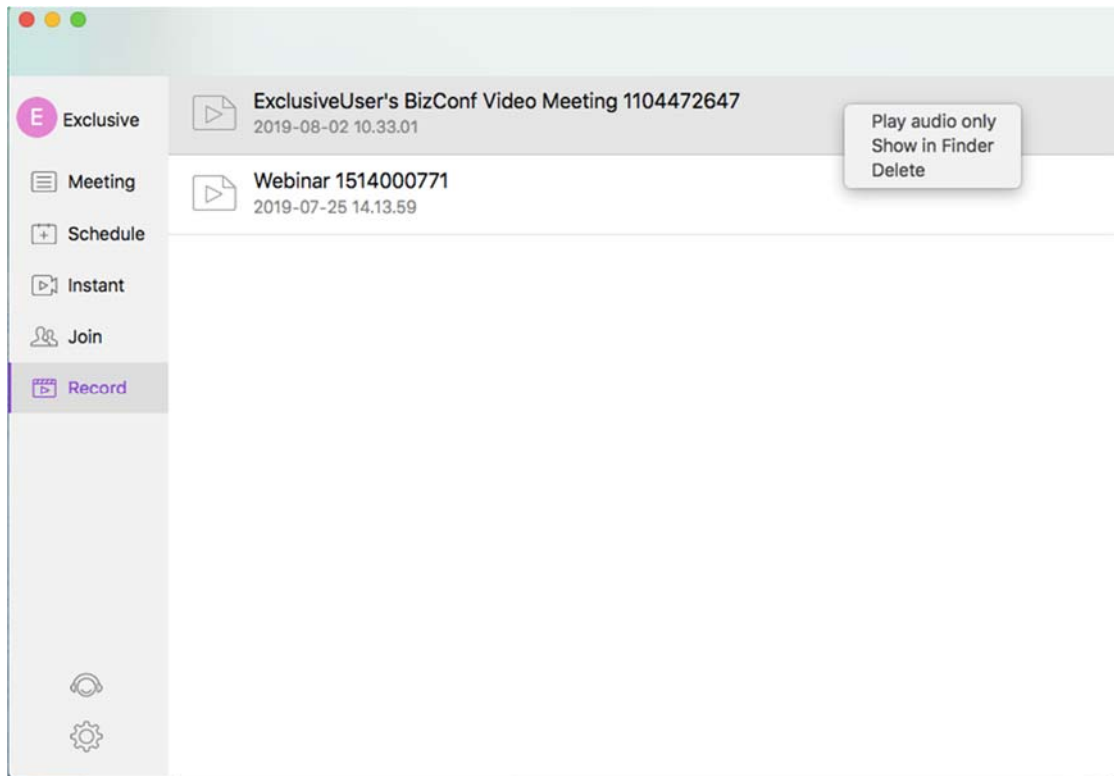 E
Exclusive
Meeting
Schedule
Instant
Join
Record
ExclusiveUser's BizConf Video Meeting 1104472647
2019-08-02 10.33.01
Webinar 1514000771
2019-07-25 14.13.59
Play audio only
Show in Finder
Delete